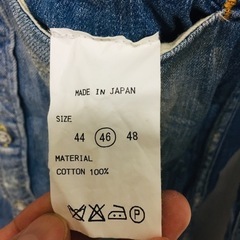 MADE IN JAPAN
SIZE
44 46 48
MATERIAL
COTTON 100%
P